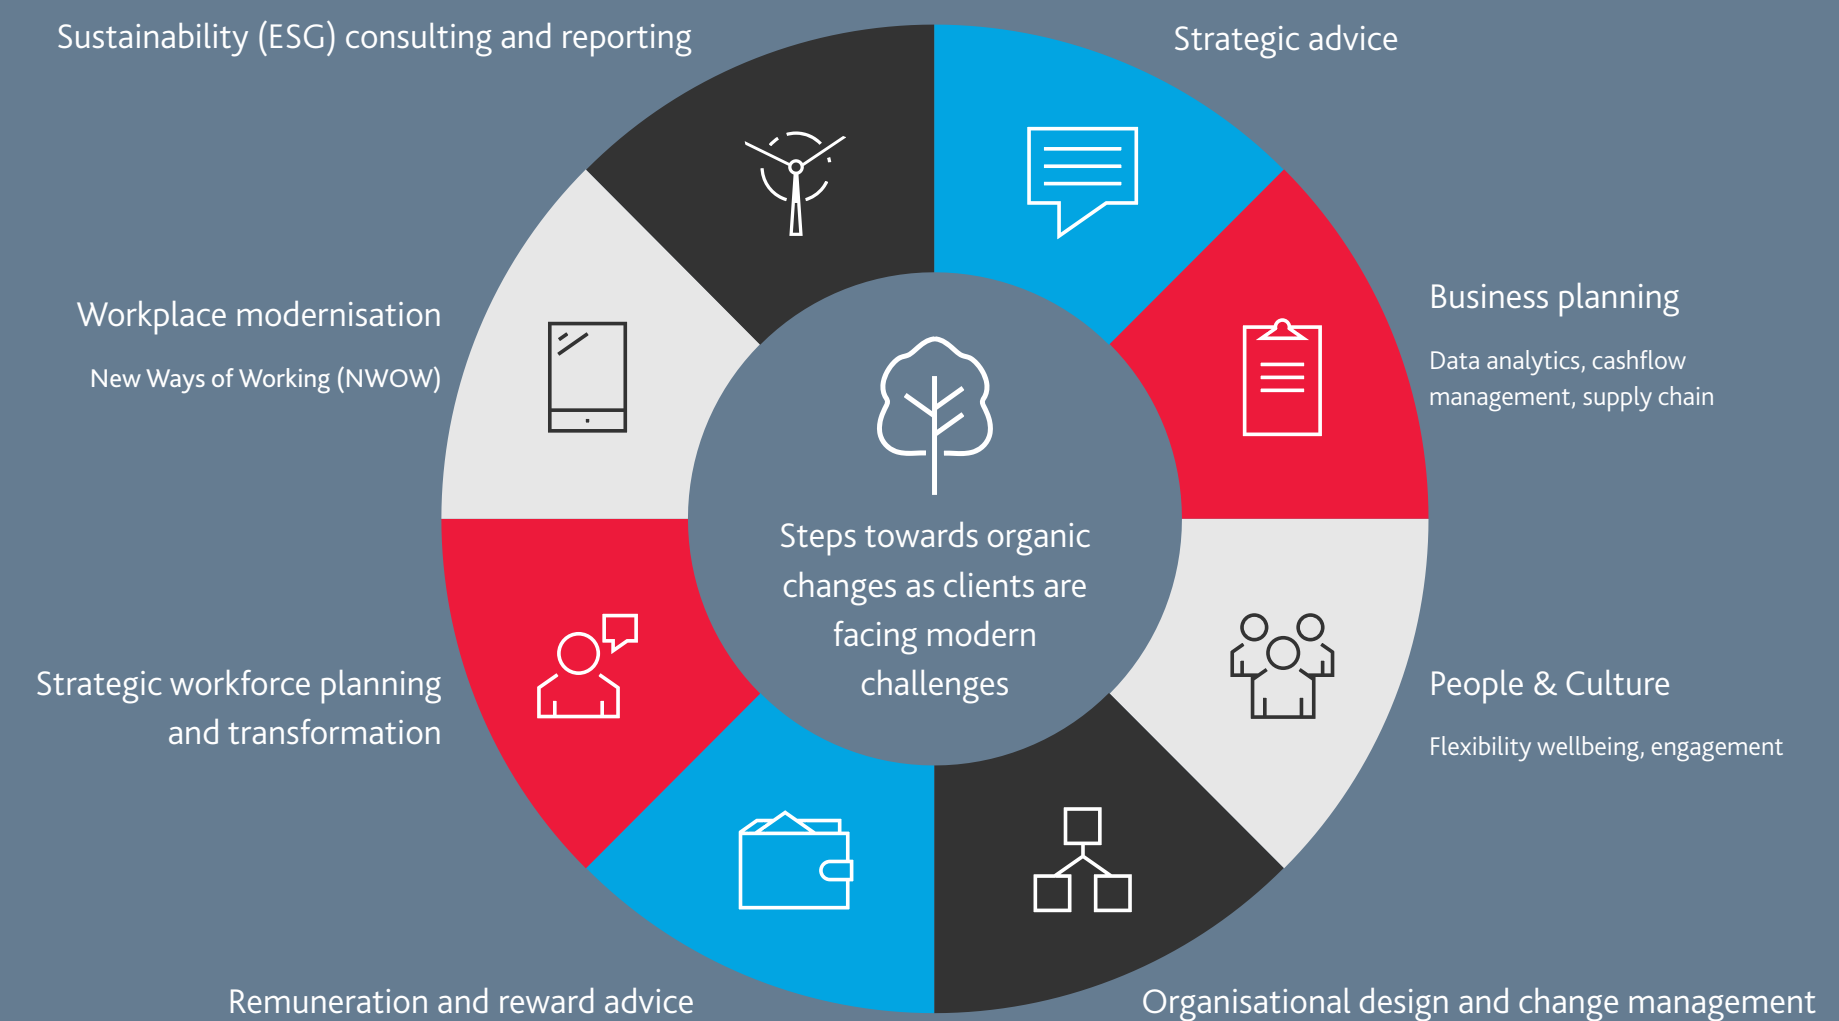 Sustainability (ESG) consulting and reporting
Strategic advice
Business planning
Data analytics, cashflow
management, supply chain
People & Culture
Flexibility wellbeing, engagement
Organisational design and change management
Remuneration and reward advice
Strategic workforce planning
and transformation
Workplace modernisation
New Ways of Working (NWOW)
Steps towards organic
changes as clients are
facing modern
challenges